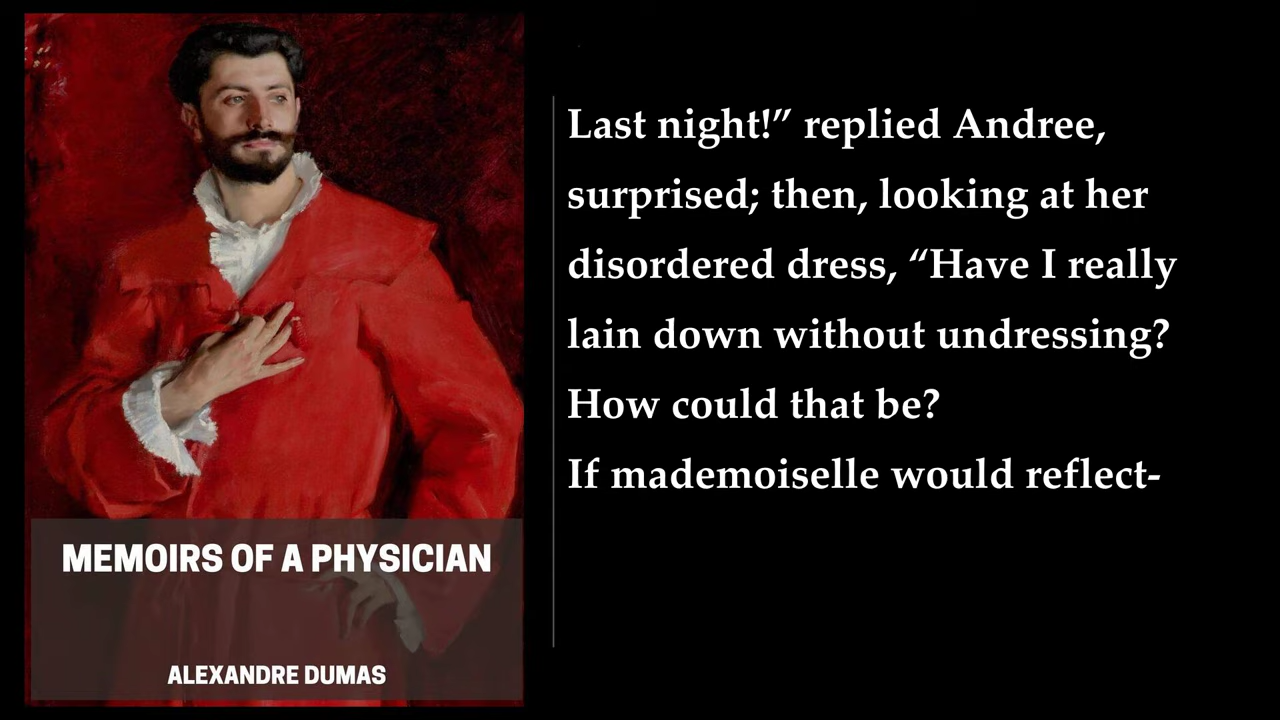 MEMOIRS OF A PHYSICIAN
ALEXANDRE DUMAS
Last night!” replied Andree,
surprised; then, looking at her
disordered dress, “Have I really
lain down without undressing?
How could that be?
If mademoiselle would reflect-